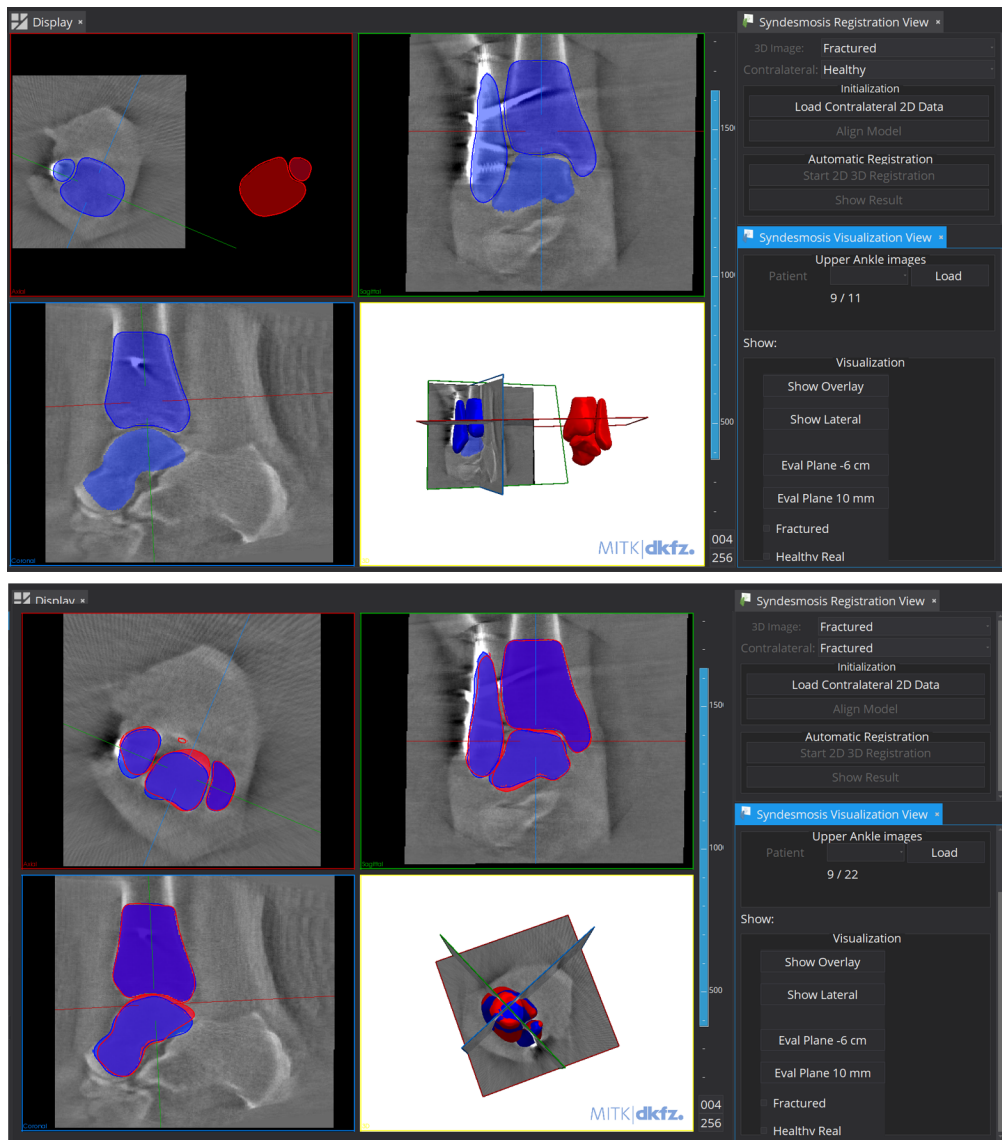 Display ×
Syndesmosis Registration View ×
3D Image: Fractured
Contralateral: Healthy
Initialization
Load Contralateral 2D Data
Align Model
Automatic Registration
Start 2D 3D Registration
Show Result
Syndesmosis Visualization View ×
Upper Ankle images
Patient Load
9 / 11
Show:
Visualization
Show Overlay
Show Lateral
Eval Plane -6 cm
Eval Plane 10 mm
Fractured
Healthy Real
Axial
Sagittal
Coronal
1500
1000
500
004
256
MITK|dkfz.
Display ×
Syndesmosis Registration View ×
3D Image: Fractured
Contralateral: Fractured
Initialization
Load Contralateral 2D Data
Align Model
Automatic Registration
Start 2D 3D Registration
Show Result
Syndesmosis Visualization View ×
Upper Ankle images
Patient Load
9 / 22
Show:
Visualization
Show Overlay
Show Lateral
Eval Plane -6 cm
Eval Plane 10 mm
Fractured
Healthy Real
Axial
Sagittal
Coronal
1500
1000
500
004
256
MITK|dkfz.